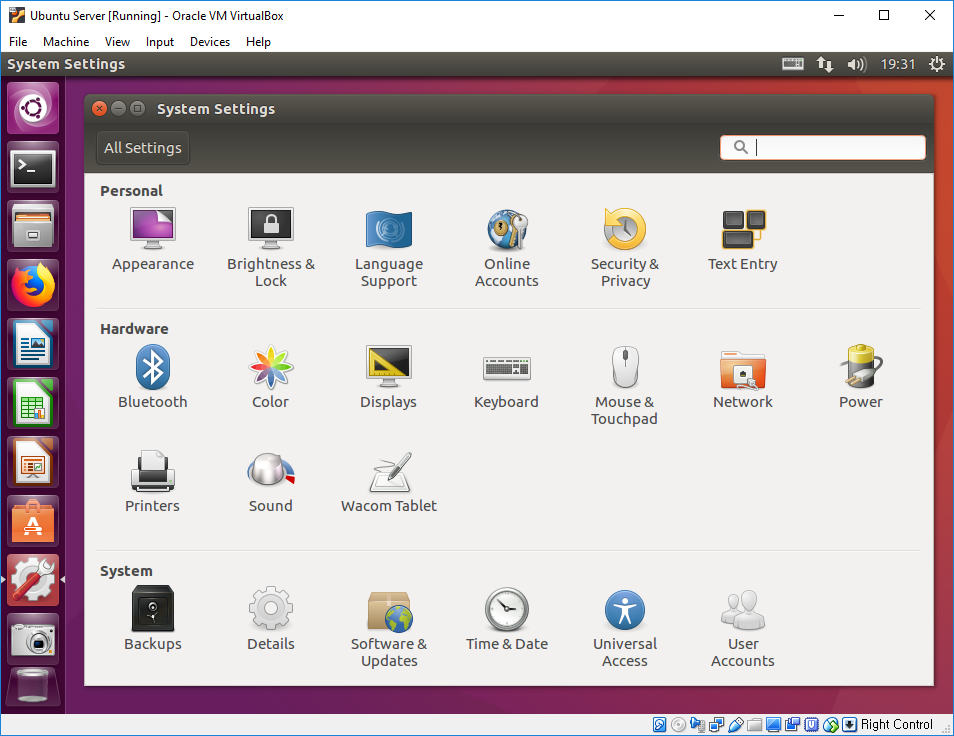 Ubuntu Server [Running] - Oracle VM VirtualBox
File Machine View Input Devices Help
System Settings 19:31
System Settings
All Settings
Personal
Appearance
Brightness &
Lock
Language
Support
Online
Accounts
Security &
Privacy
Text Entry
Hardware
Bluetooth
Color
Displays
Keyboard
Mouse &
Touchpad
Network
Power
Printers
Sound
Wacom Tablet
System
Backups
Details
Software &
Updates
Time & Date
Universal
Access
User
Accounts
Right Control